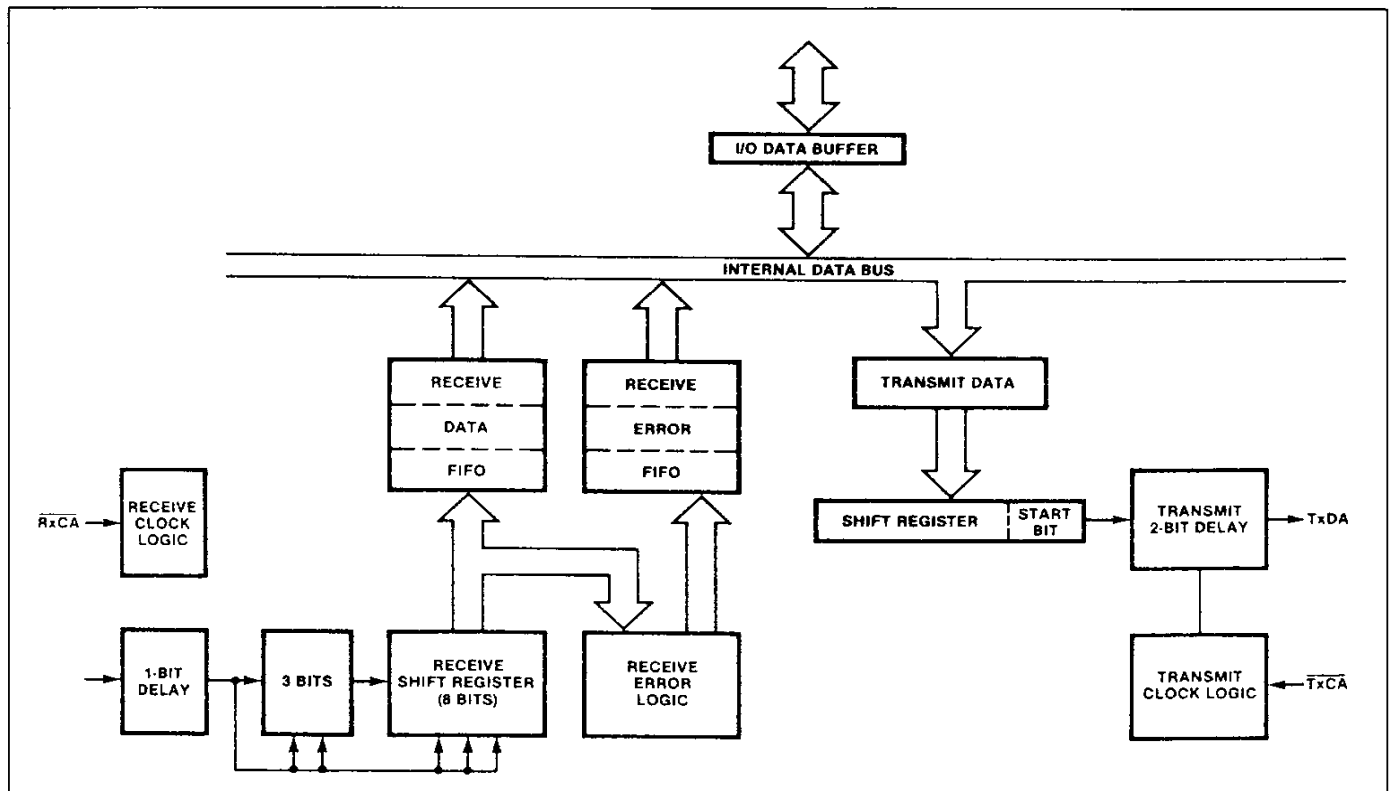 I/O DATA BUFFER
INTERNAL DATA BUS
RECEIVE
DATA
FIFO
RECEIVE
ERROR
FIFO
TRANSMIT DATA
RxCA
RECEIVE
CLOCK
LOGIC
SHIFT REGISTER
START
BIT
TRANSMIT
2-BIT DELAY
TxDA
1-BIT
DELAY
3 BITS
RECEIVE
SHIFT REGISTER
(8 BITS)
RECEIVE
ERROR
LOGIC
TRANSMIT
CLOCK LOGIC
TxCA